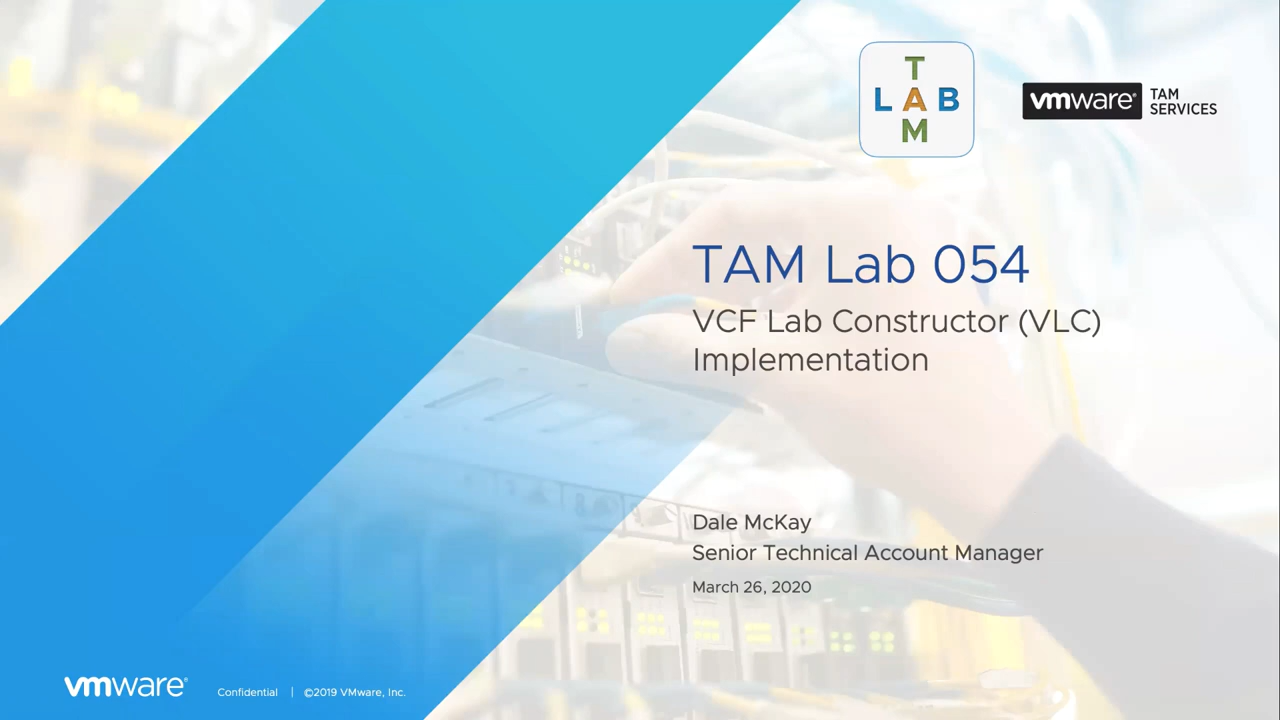 T
LAB
M
vmware® TAM
SERVICES
TAM Lab 054
VCF Lab Constructor (VLC)
Implementation
Dale McKay
Senior Technical Account Manager
March 26, 2020
vmware® Confidential | ©2019 VMware, Inc.